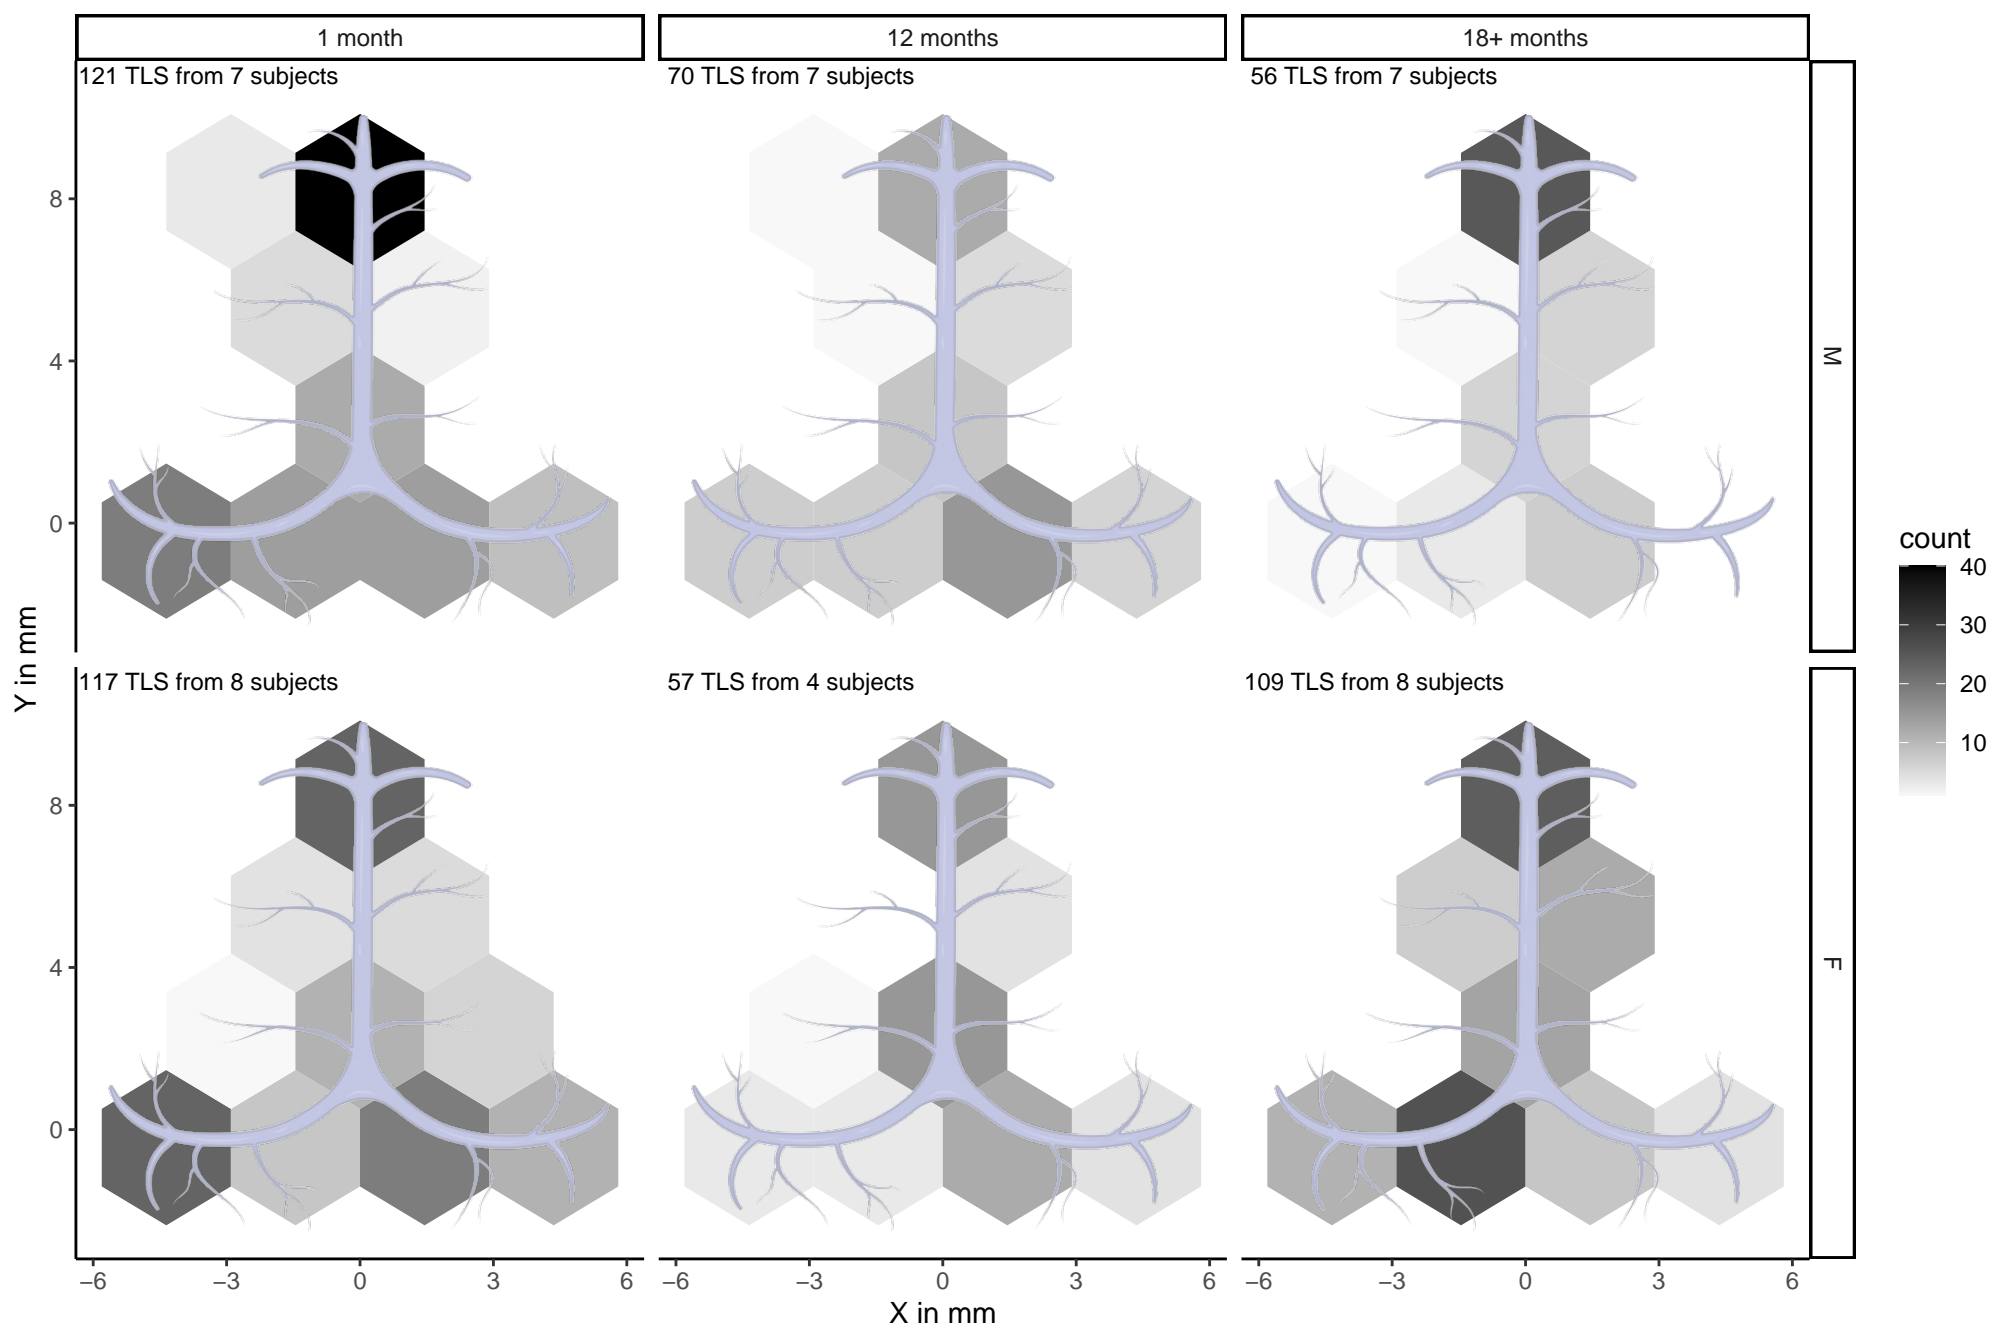 1 month
12 months
18+ months
121 TLS from 7 subjects
70 TLS from 7 subjects
56 TLS from 7 subjects
8
4
0
M
117 TLS from 8 subjects
57 TLS from 4 subjects
109 TLS from 8 subjects
8
4
0
F
Y in mm
−6 −3 0 3 6
−6 −3 0 3 6
−6 −3 0 3 6
X in mm
count
40
30
20
10